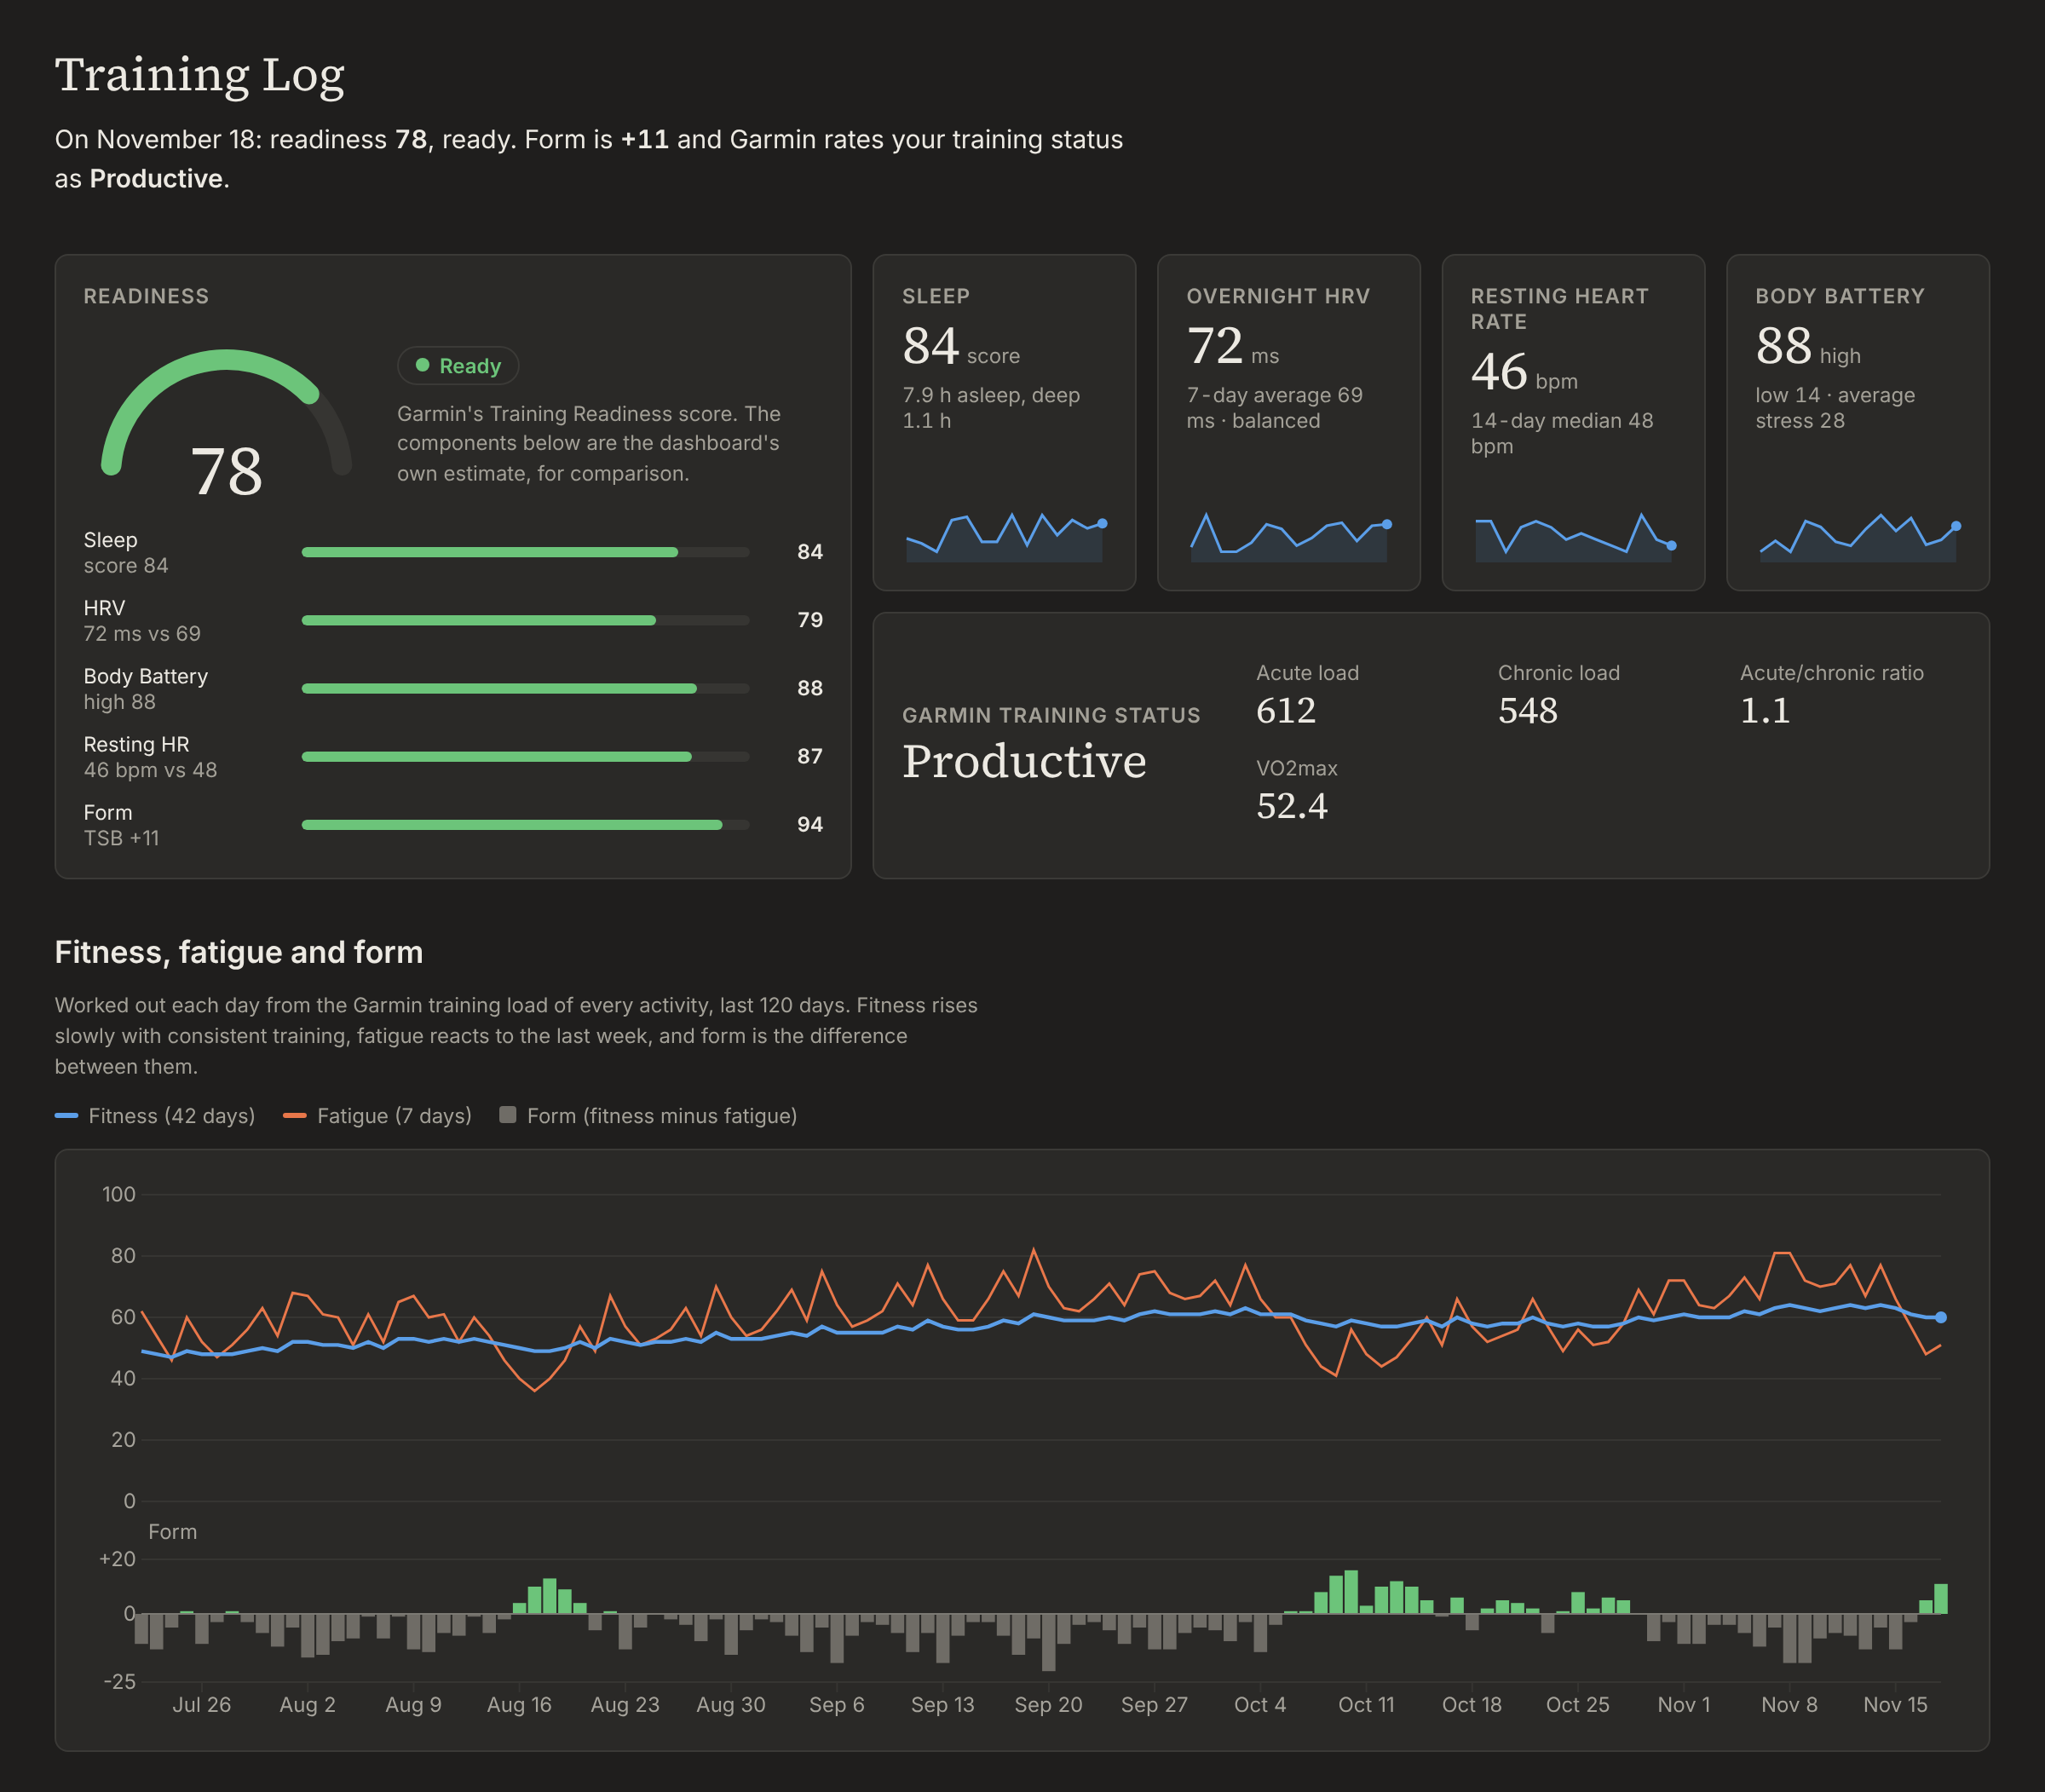 Training Log
On November 18: readiness 78, ready. Form is +11 and Garmin rates your training status
as Productive.
READINESS
78
Ready
Garmin's Training Readiness score. The
components below are the dashboard's
own estimate, for comparison.
Sleep
score 84
84
HRV
72 ms vs 69
79
Body Battery
high 88
88
Resting HR
46 bpm vs 48
87
Form
TSB +11
94
SLEEP
84 score
7.9 h asleep, deep
1.1 h
OVERNIGHT HRV
72 ms
7-day average 69
ms · balanced
RESTING HEART
RATE
46 bpm
14-day median 48
bpm
BODY BATTERY
88 high
low 14 · average
stress 28
GARMIN TRAINING STATUS
Productive
Acute load
612
Chronic load
548
Acute/chronic ratio
1.1
VO2max
52.4
Fitness, fatigue and form
Worked out each day from the Garmin training load of every activity, last 120 days. Fitness rises
slowly with consistent training, fatigue reacts to the last week, and form is the difference
between them.
Fitness (42 days) Fatigue (7 days) Form (fitness minus fatigue)
100
80
60
40
20
0
Form
+20
0
-25
Jul 26 Aug 2 Aug 9 Aug 16 Aug 23 Aug 30 Sep 6 Sep 13 Sep 20 Sep 27 Oct 4 Oct 11 Oct 18 Oct 25 Nov 1 Nov 8 Nov 15